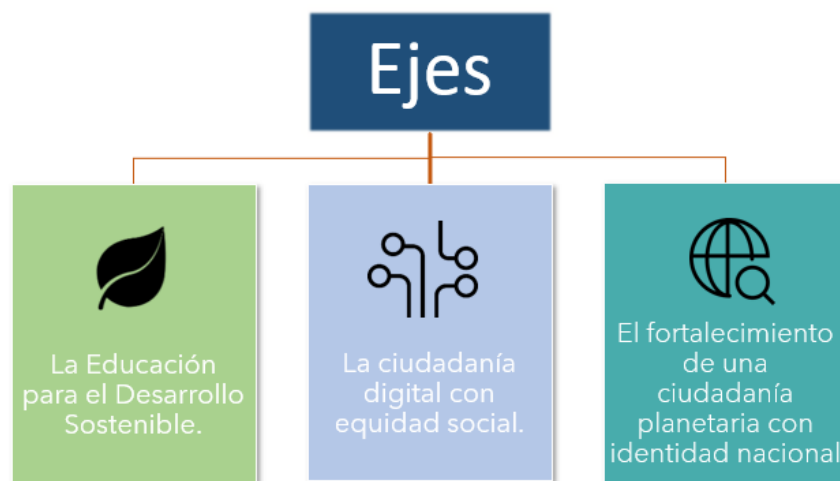 Ejes
La Educación
para el Desarrollo
Sostenible.
La ciudadanía
digital con
equidad social.
El fortalecimiento
de una
ciudadanía
planetaria con
identidad nacional